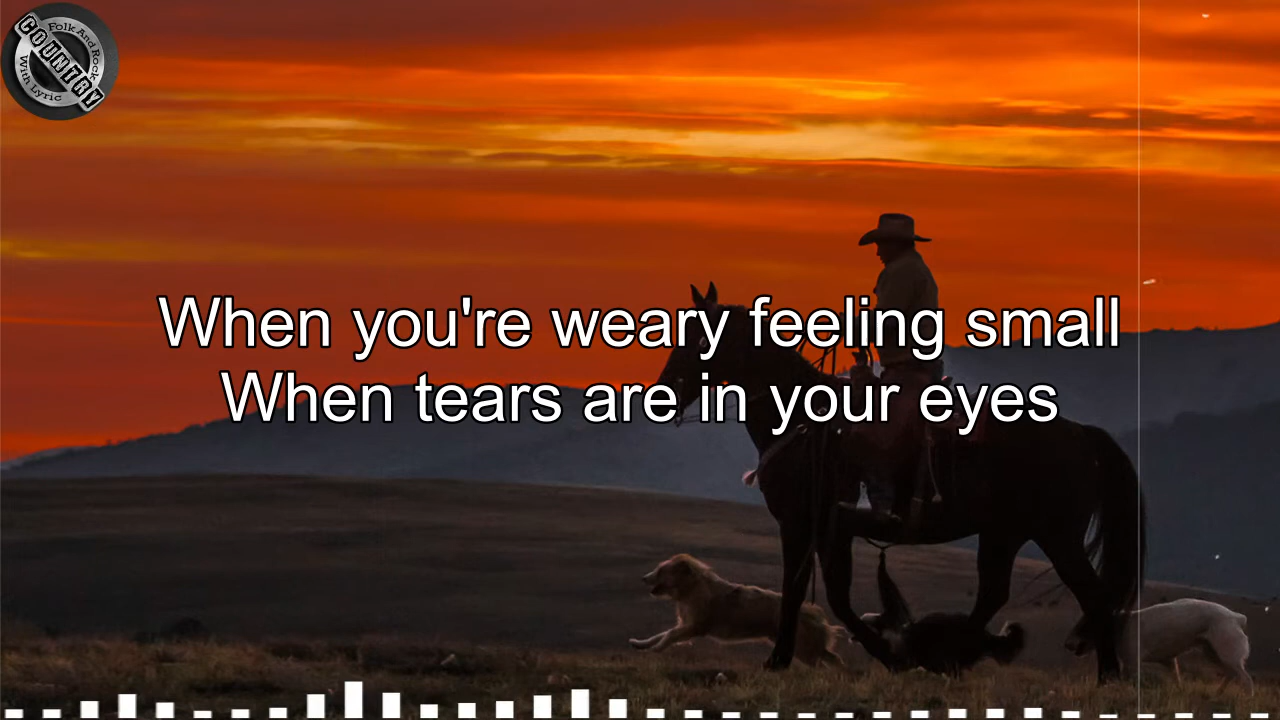 Folk And Rock
COUNTRY
With Lyric
When you're weary feeling small
When tears are in your eyes